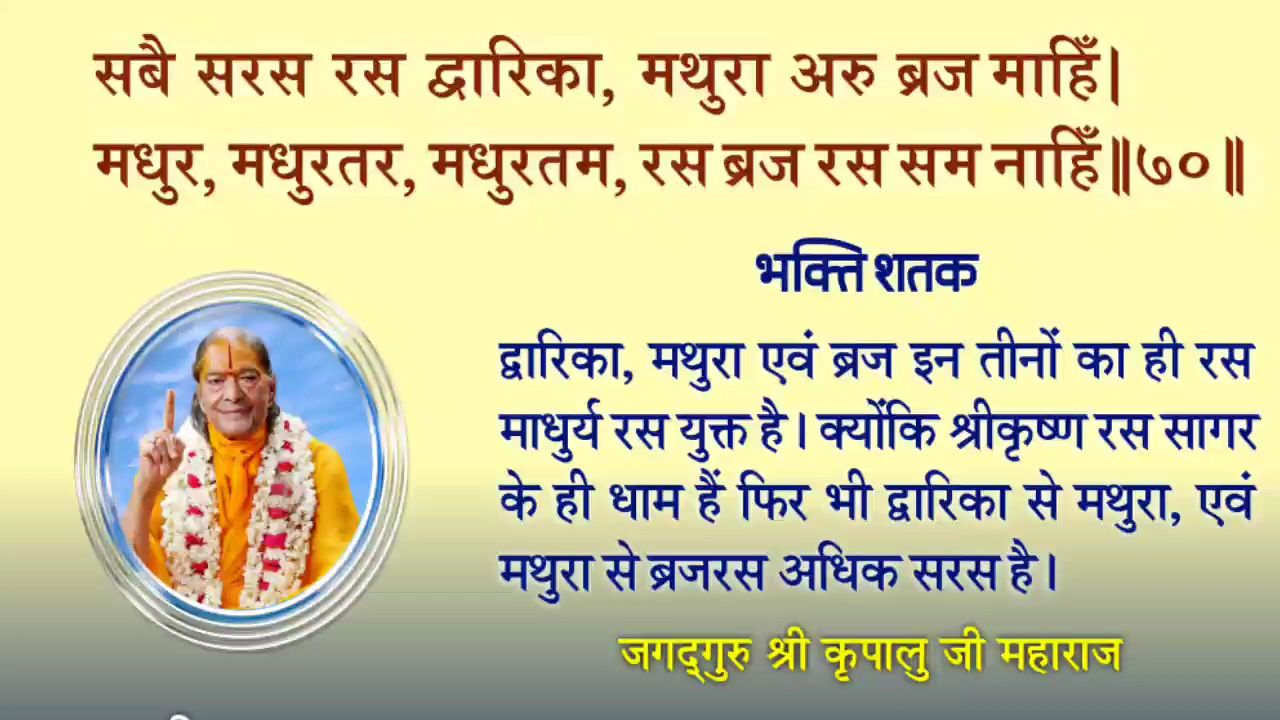 सबै सरस रस द्वारिका, मथुरा अरु ब्रज माहिँ।
मधुर, मधुरतर, मधुरतम, रस ब्रज रस सम नाहिँ॥७०॥
भक्ति शतक
द्वारिका, मथुरा एवं ब्रज इन तीनों का ही रस
माधुर्य रस युक्त है। क्योंकि श्रीकृष्ण रस सागर
के ही धाम हैं फिर भी द्वारिका से मथुरा, एवं
मथुरा से ब्रजरस अधिक सरस है।
जगद्गुरु श्री कृपालु जी महाराज